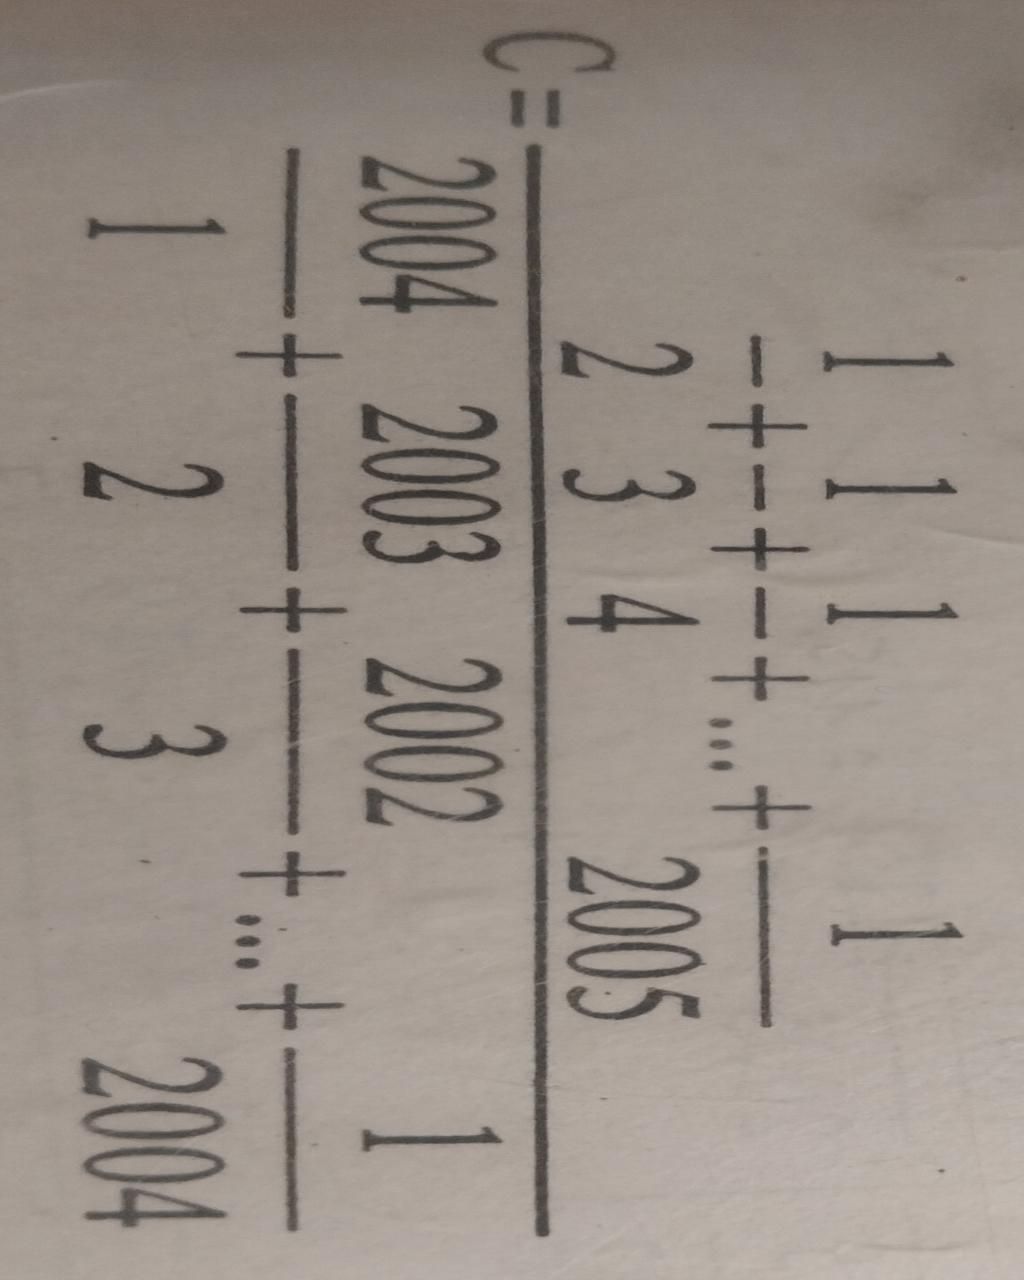 1/2 + 1/3 + 1/4 + ... + 1/2005
C =
2004/1 + 2003/2 + 2002/3 + ... + 1/2004